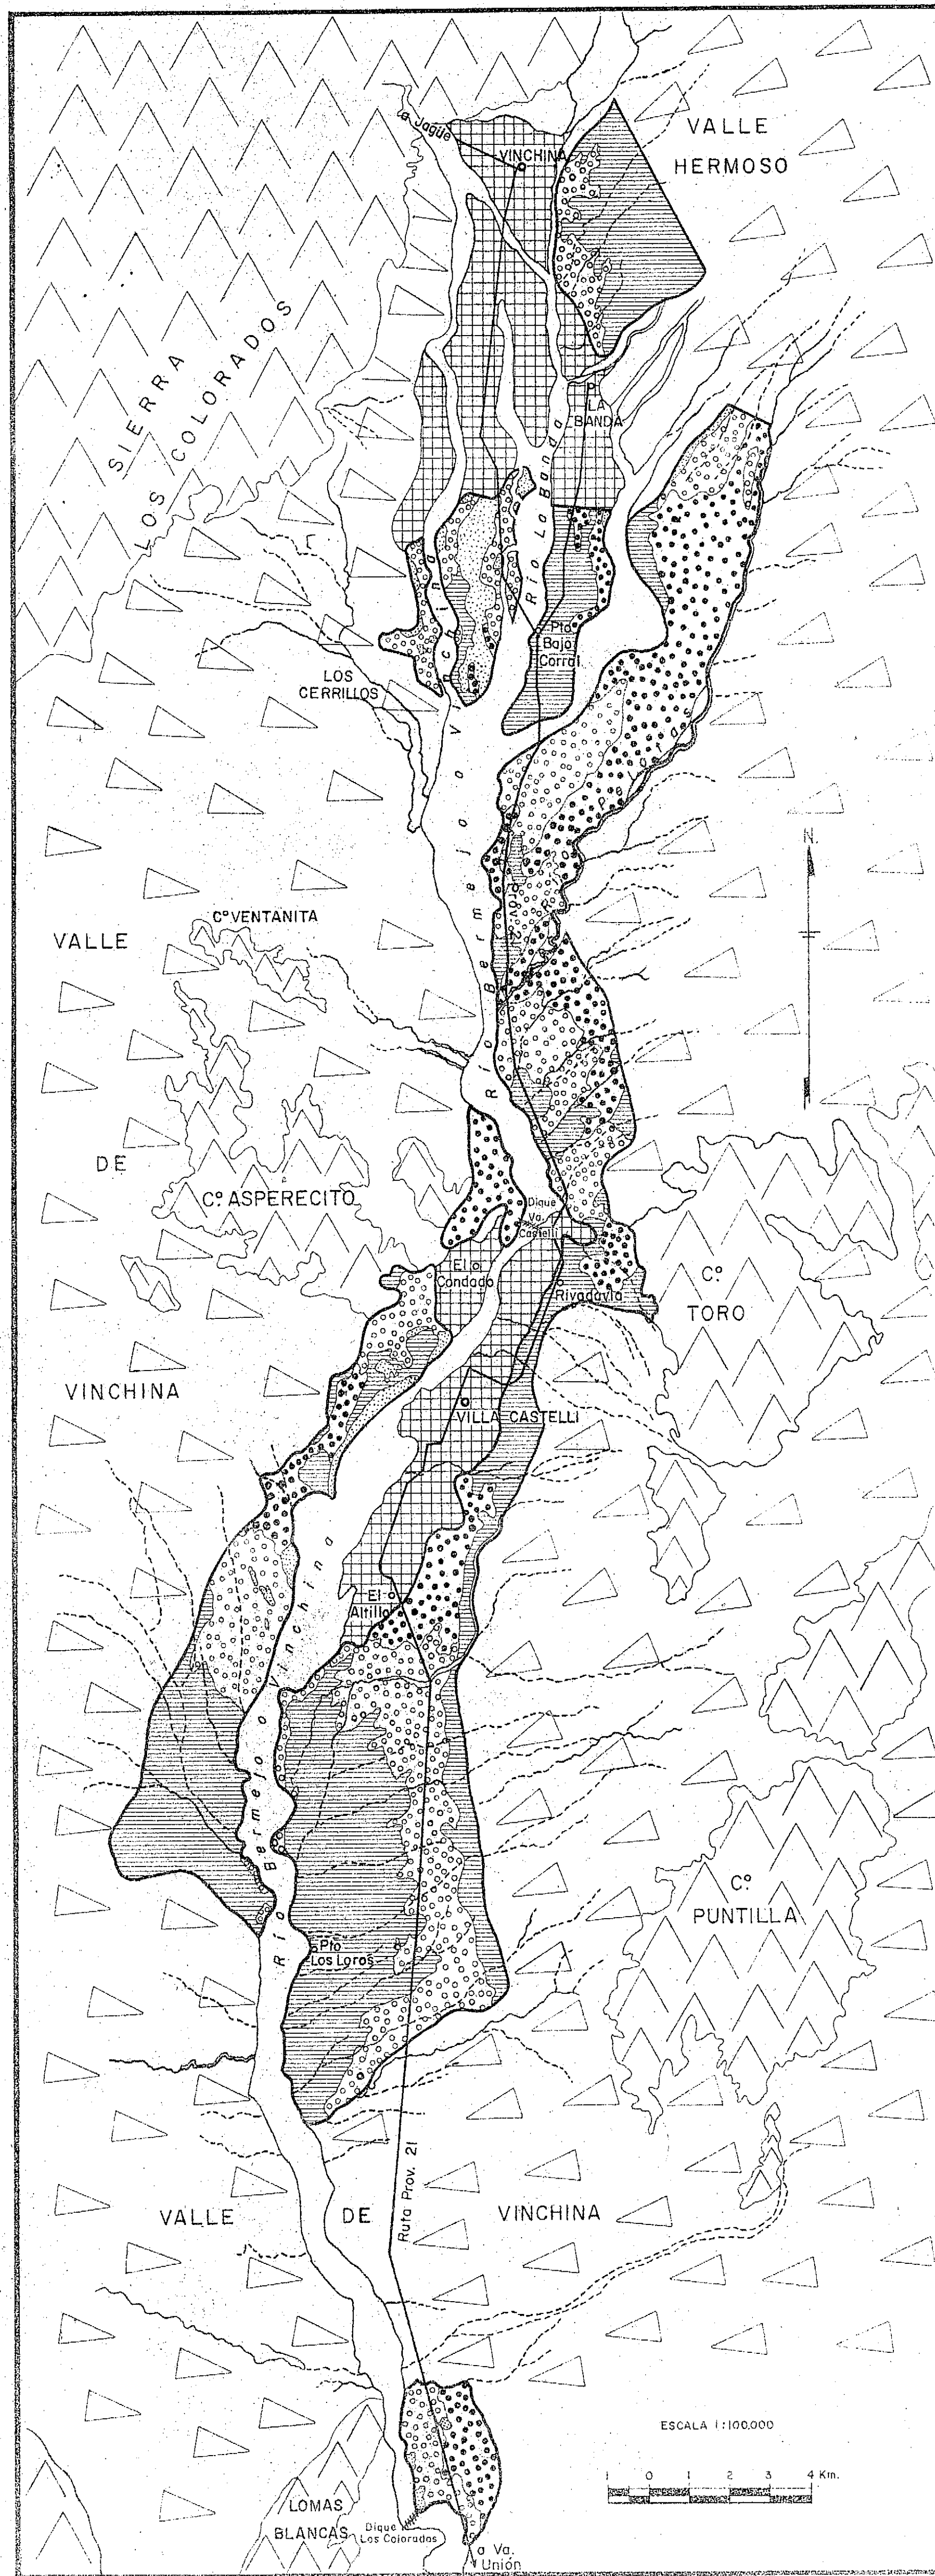 a Jagüe
VINCHINA
VALLE
HERMOSO
SIERRA
LOS COLORADOS
LA
BANDA
Río La Banda
Pto
Bajo
Corral
LOS
CERRILLOS
Río Bermejo o Vinchina
N.
Cº VENTANITA
VALLE
DE
Cº ASPERECITO
Dique
Va.
Castelli
El
Condado
Rivadavia
Cº
TORO
VINCHINA
VILLA CASTELLI
El
Altillo
Río Bermejo o Vinchina
Cº
PUNTILLA
Pto
Los Loros
Ruta Prov. 21
VALLE DE VINCHINA
ESCALA 1:100.000
1 0 1 2 3 4 Km.
LOMAS
BLANCAS
Dique
Los Colorados
a Va.
Unión